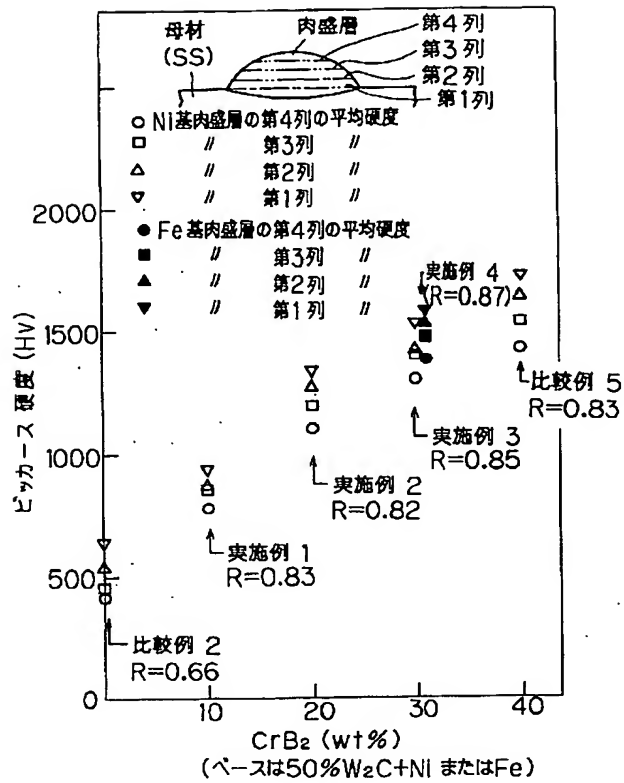 母材
(SS)
肉盛層
第4列
第3列
第2列
第1列
○ Ni基肉盛層の第4列の平均硬度
□ 〃 第3列 〃
△ 〃 第2列 〃
▽ 〃 第1列 〃
● Fe基肉盛層の第4列の平均硬度
■ 〃 第3列 〃
▲ 〃 第2列 〃
▼ 〃 第1列 〃
ビッカース硬度(Hv)
2000
1500
1000
500
0
実施例 4
(R=0.87)
比較例 5
R=0.83
実施例 3
R=0.85
実施例 2
R=0.82
実施例 1
R=0.83
比較例 2
R=0.66
10
20
30
40
CrB₂ (wt%)
(ベースは50%W₂C+Ni またはFe)